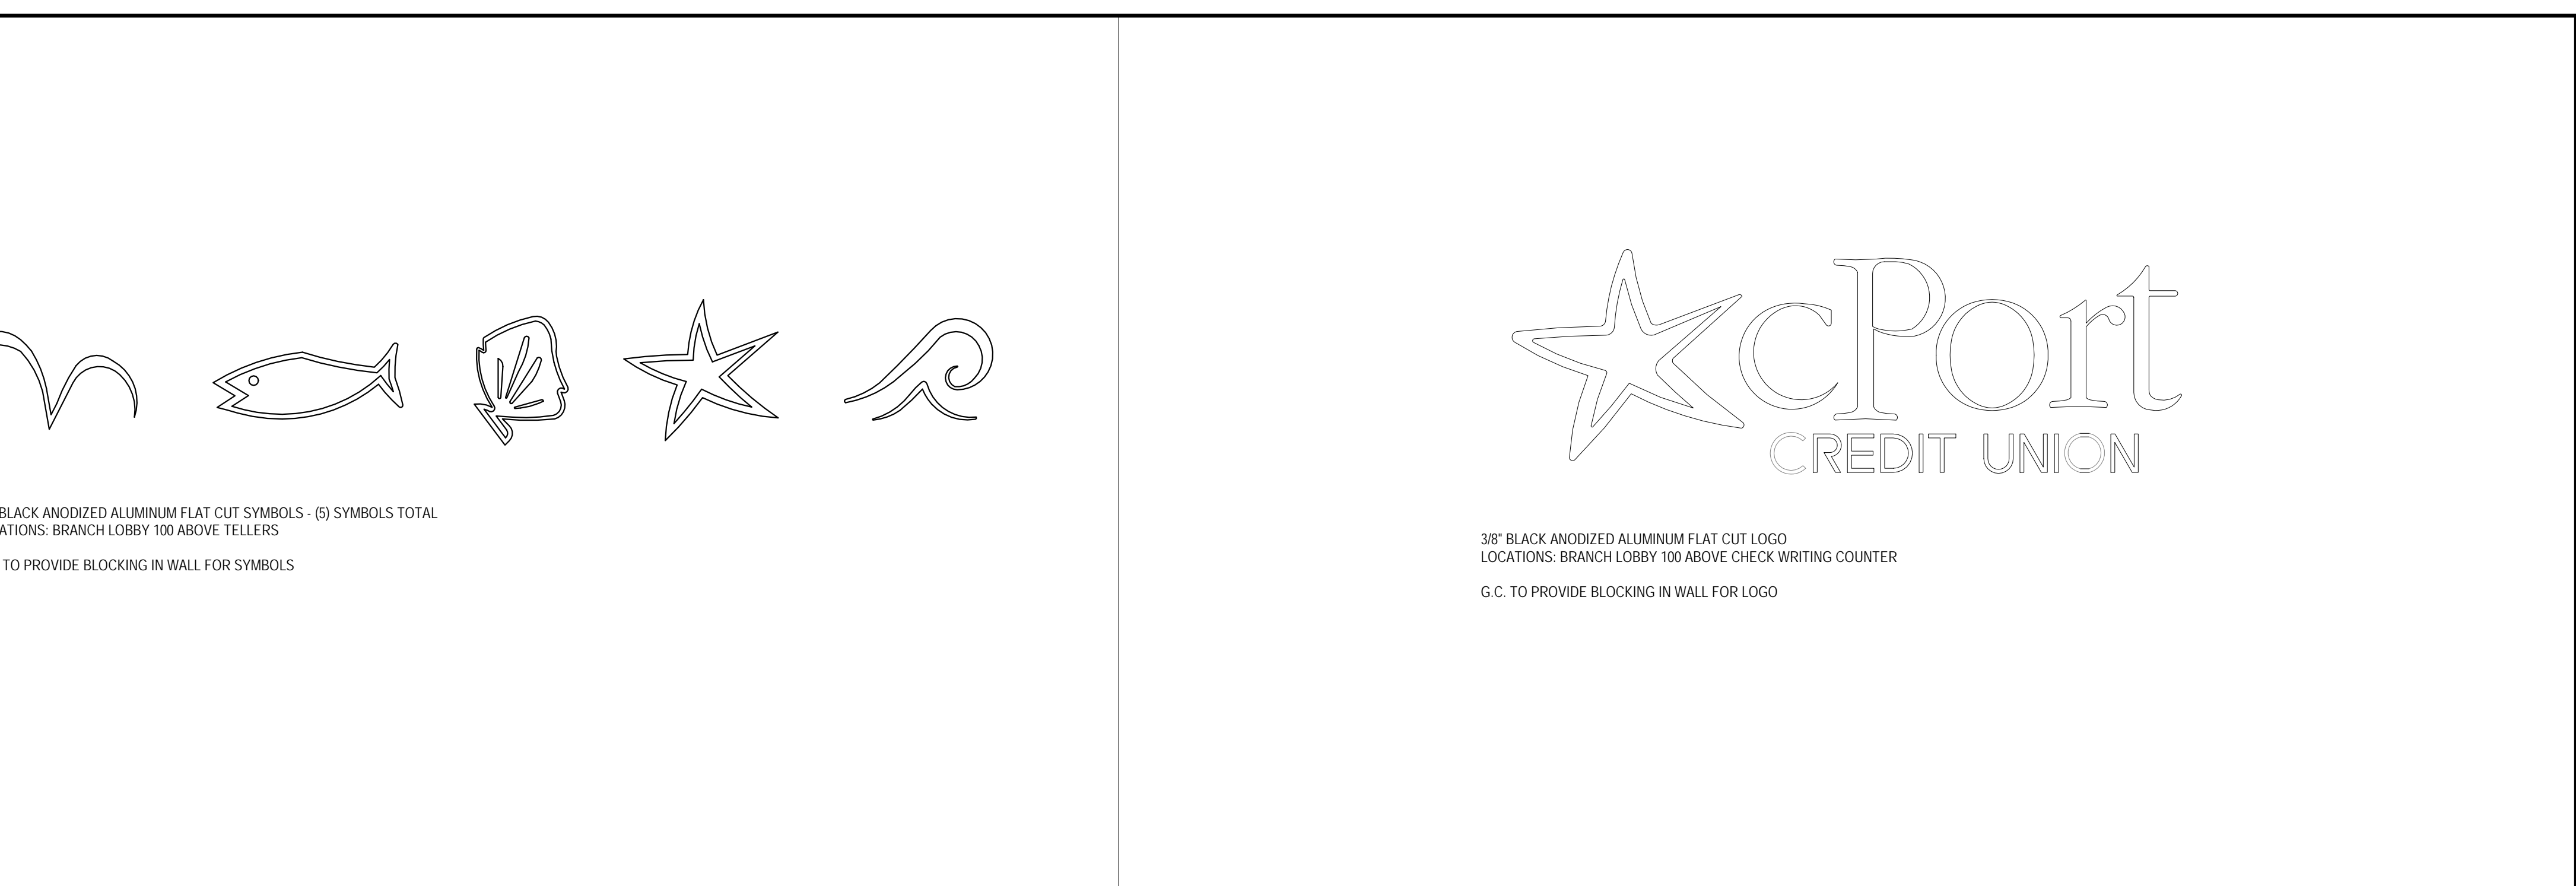 BLACK ANODIZED ALUMINUM FLAT CUT SYMBOLS - (5) SYMBOLS TOTAL
ATIONS: BRANCH LOBBY 100 ABOVE TELLERS
TO PROVIDE BLOCKING IN WALL FOR SYMBOLS
cPort
CREDIT UNION
3/8" BLACK ANODIZED ALUMINUM FLAT CUT LOGO
LOCATIONS: BRANCH LOBBY 100 ABOVE CHECK WRITING COUNTER
G.C. TO PROVIDE BLOCKING IN WALL FOR LOGO